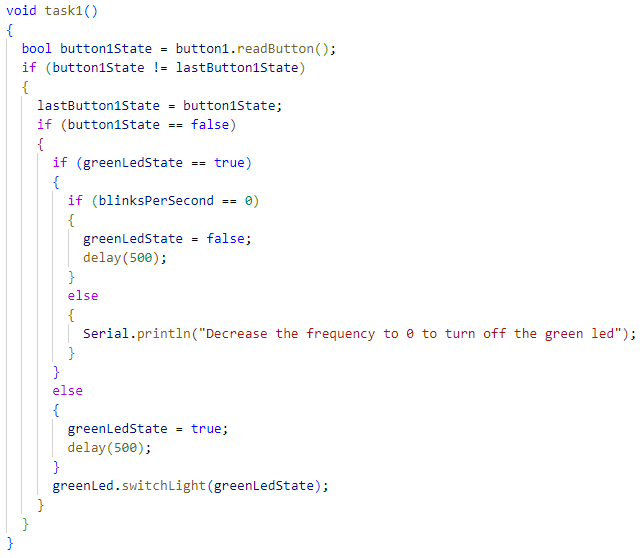 void task1()
{
  bool button1State = button1.readButton();
  if (button1State != lastButton1State)
  {
    lastButton1State = button1State;
    if (button1State == false)
    {
      if (greenLedState == true)
      {
        if (blinksPerSecond == 0)
        {
          greenLedState = false;
          delay(500);
        }
        else
        {
          Serial.println("Decrease the frequency to 0 to turn off the green led");
        }
      }
      else
      {
        greenLedState = true;
        delay(500);
      }
      greenLed.switchLight(greenLedState);
    }
  }
}